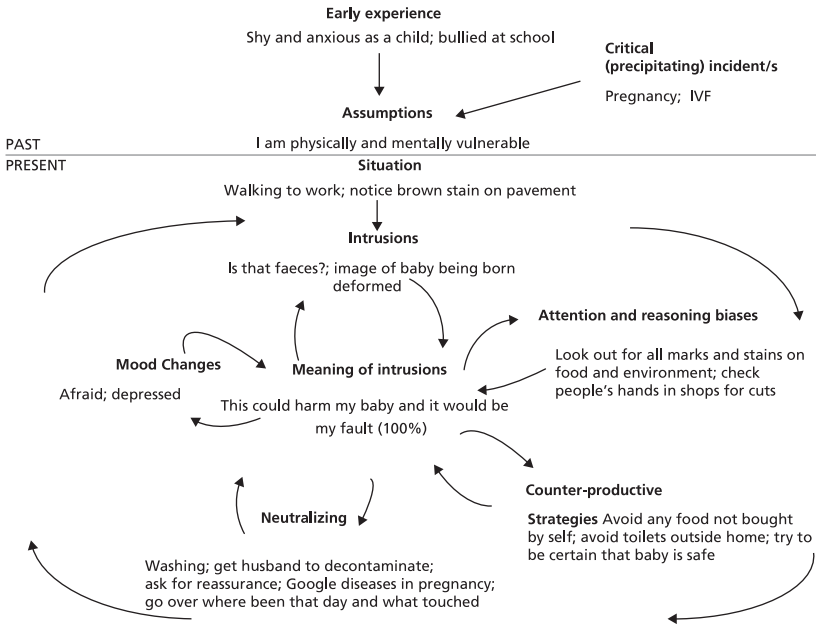 Early experience
Shy and anxious as a child; bullied at school
Critical
(precipitating) incident/s
Pregnancy; IVF
Assumptions
I am physically and mentally vulnerable
PAST
PRESENT
Situation
Walking to work; notice brown stain on pavement
Intrusions
Is that faeces?; image of baby being born
deformed
Attention and reasoning biases
Look out for all marks and stains on
food and environment; check
people's hands in shops for cuts
Mood Changes
Afraid; depressed
Meaning of intrusions
This could harm my baby and it would be
my fault (100%)
Counter-productive
Strategies Avoid any food not bought
by self; avoid toilets outside home; try to
be certain that baby is safe
Neutralizing
Washing; get husband to decontaminate;
ask for reassurance; Google diseases in pregnancy;
go over where been that day and what touched